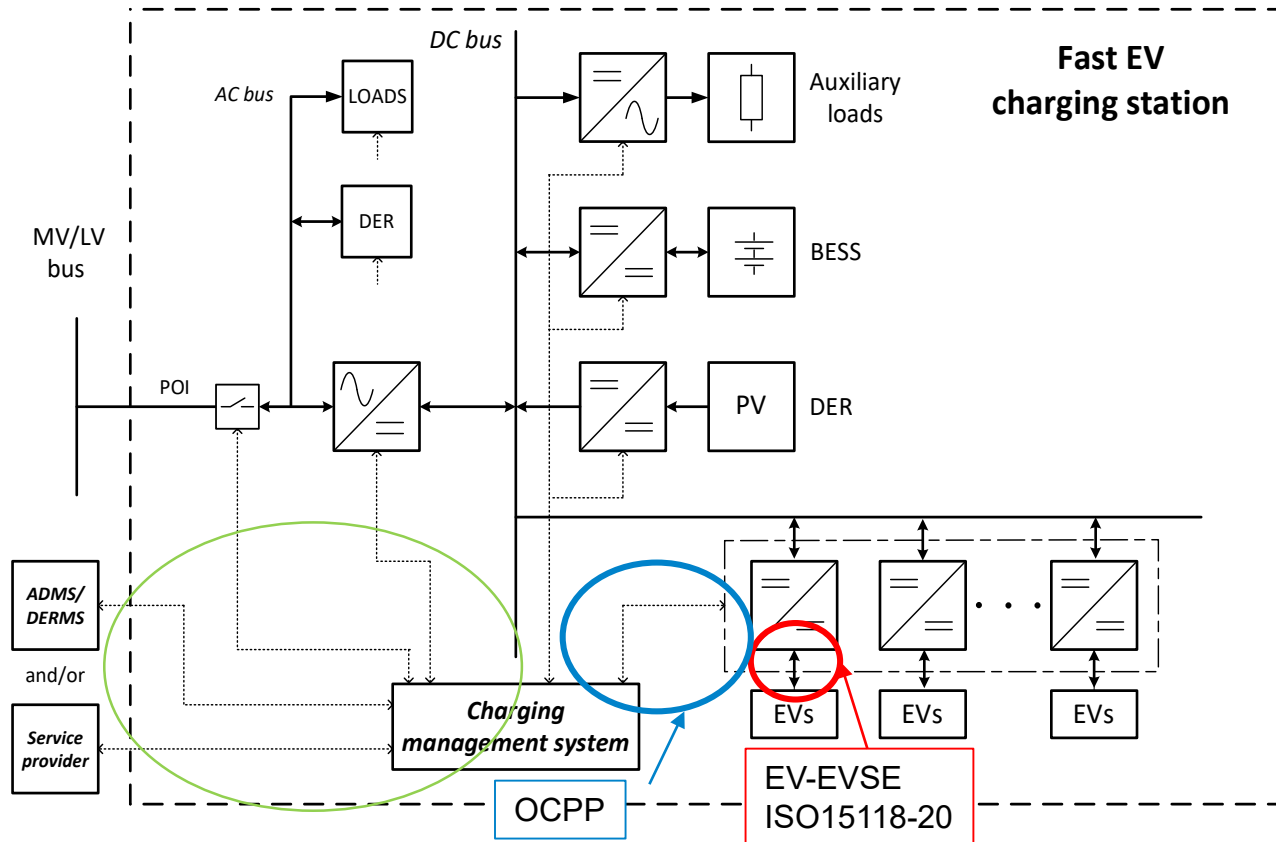 DC bus
Fast EV
charging station
AC bus
LOADS
Auxiliary
loads
DER
MV/LV
bus
BESS
POI
PV
DER
ADMS/
DERMS
and/or
Service
provider
Charging
management system
EVs
EVs
EVs
OCPP
EV-EVSE
ISO15118-20